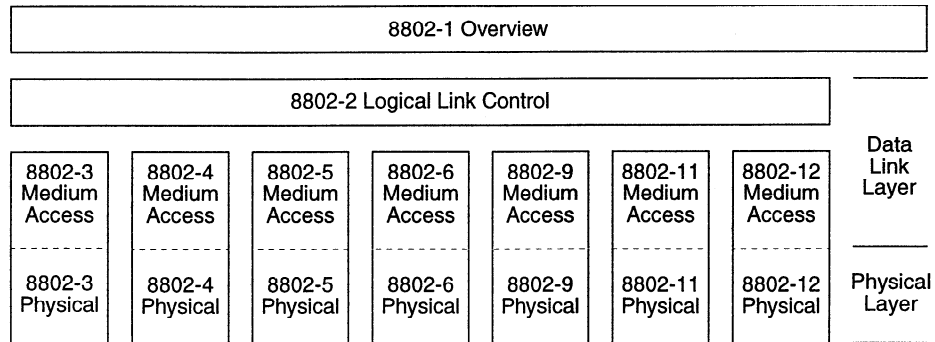 8802-1 Overview
8802-2 Logical Link Control
8802-3
Medium
Access
8802-4
Medium
Access
8802-5
Medium
Access
8802-6
Medium
Access
8802-9
Medium
Access
8802-11
Medium
Access
8802-12
Medium
Access
Data
Link
Layer
8802-3
Physical
8802-4
Physical
8802-5
Physical
8802-6
Physical
8802-9
Physical
8802-11
Physical
8802-12
Physical
Physical
Layer